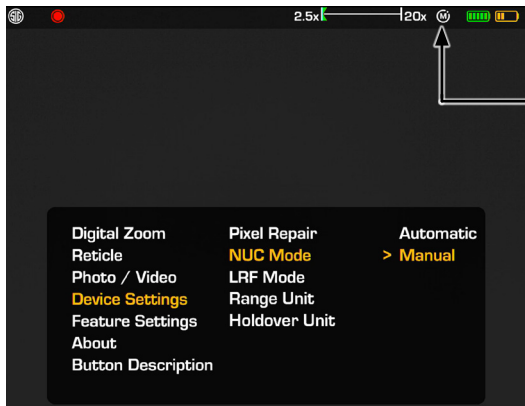 SIG 2.5x 20x M
Digital Zoom Pixel Repair Automatic
Reticle NUC Mode > Manual
Photo / Video LRF Mode
Device Settings Range Unit
Feature Settings Holdover Unit
About
Button Description